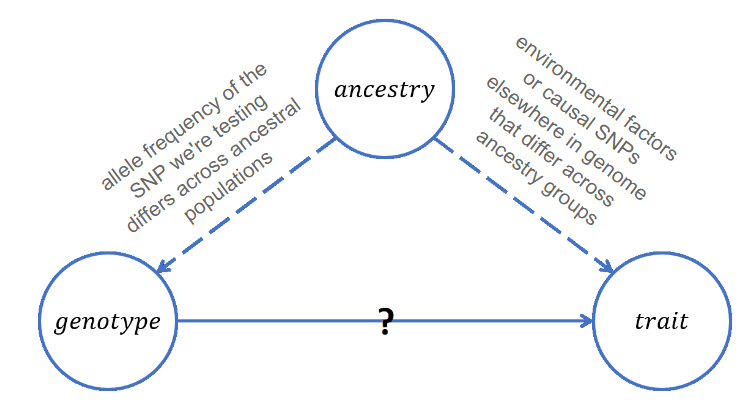 ancestry
allele frequency of the
SNP we're testing
differs across ancestral
populations
environmental factors
or causal SNPs
elsewhere in genome
that differ across
ancestry groups
genotype
?
trait